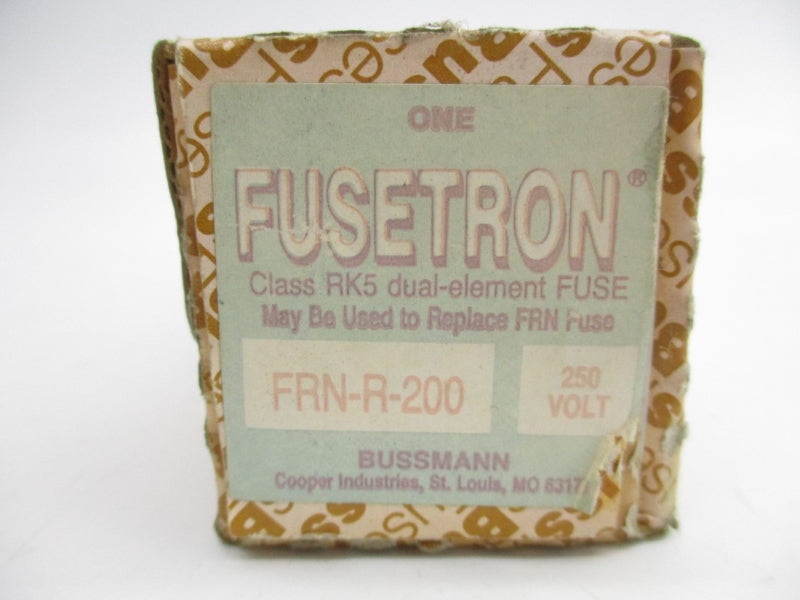 ONE
FUSETRON®
Class RK5 dual-element FUSE
May Be Used to Replace FRN Fuse
FRN-R-200
250
VOLT
BUSSMANN
Cooper Industries, St. Louis, MO